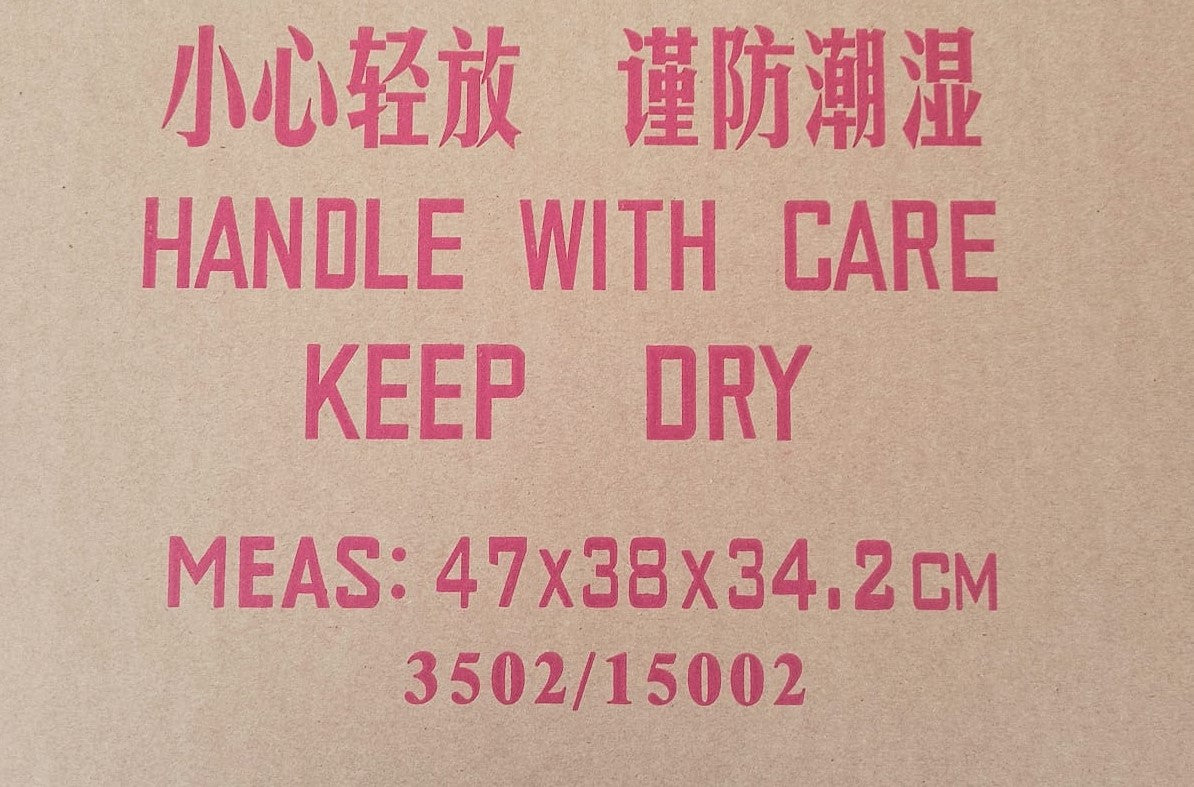 小心轻放 谨防潮湿
HANDLE WITH CARE
KEEP DRY
MEAS: 47x38x34.2CM
3502/15002